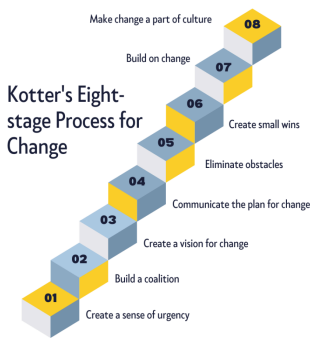 Make change a part of culture
08
Build on change
07
Kotter's Eight-
stage Process for
Change
06
Create small wins
05
Eliminate obstacles
04
Communicate the plan for change
03
Create a vision for change
02
Build a coalition
01
Create a sense of urgency